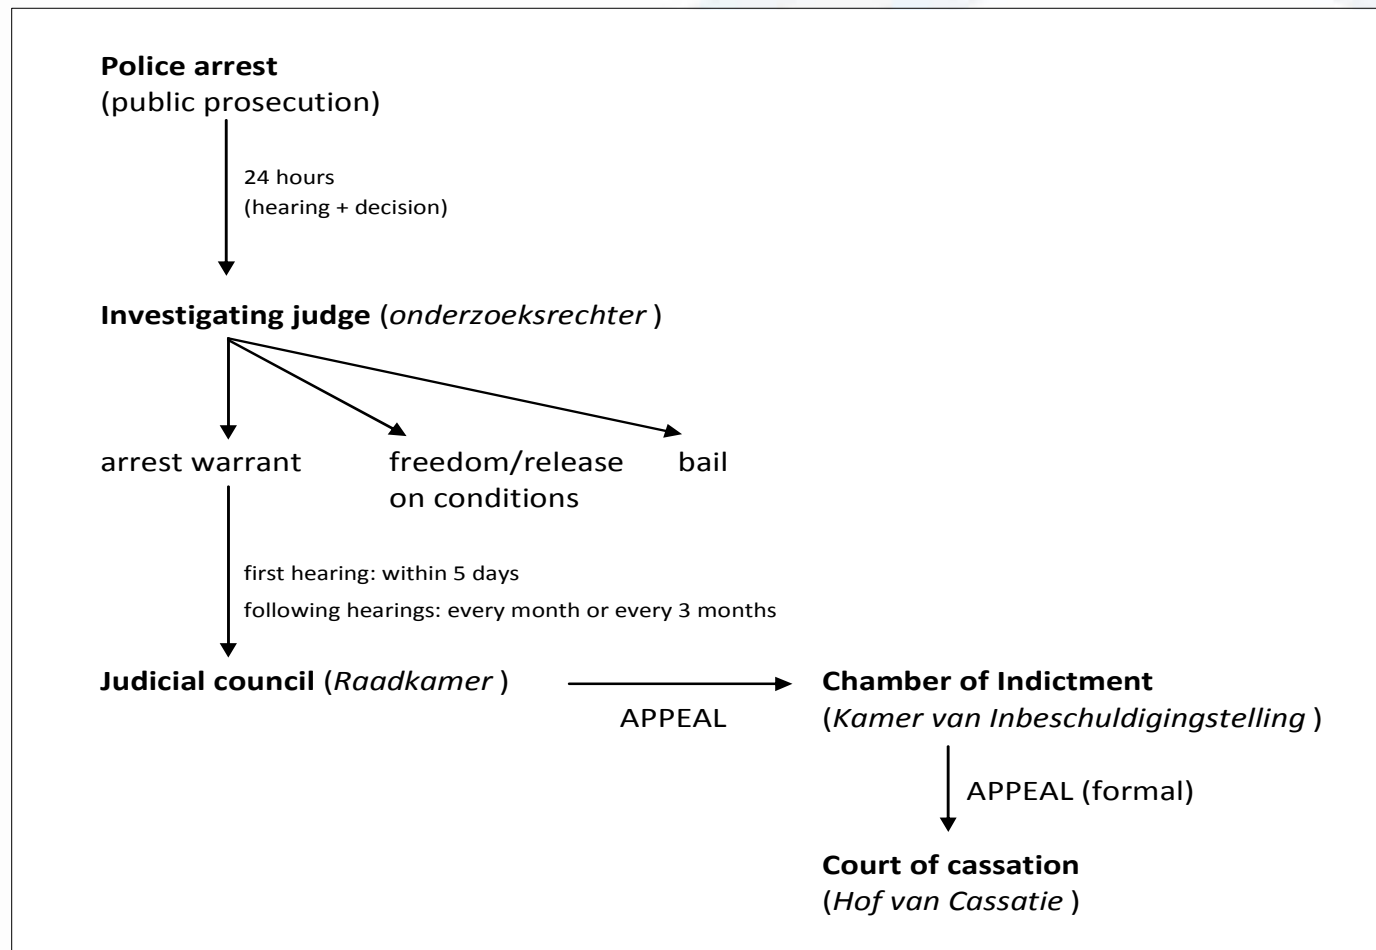 Police arrest
(public prosecution)
24 hours
(hearing + decision)
Investigating judge (onderzoeksrechter )
arrest warrant
freedom/release
on conditions
bail
first hearing: within 5 days
following hearings: every month or every 3 months
Judicial council (Raadkamer )
APPEAL
Chamber of Indictment
(Kamer van Inbeschuldigingstelling )
APPEAL (formal)
Court of cassation
(Hof van Cassatie )